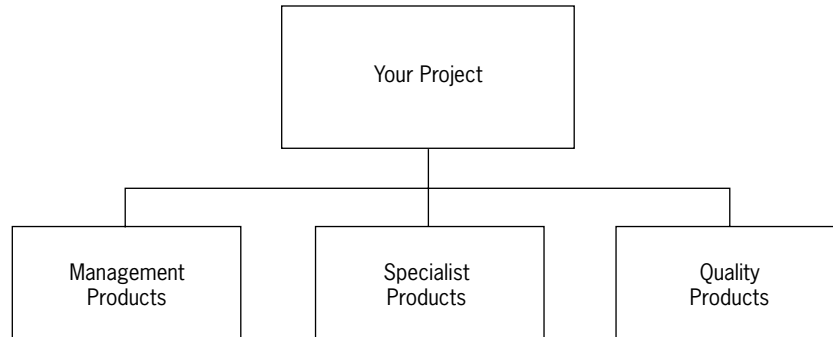 Your Project
Management
Products
Specialist
Products
Quality
Products